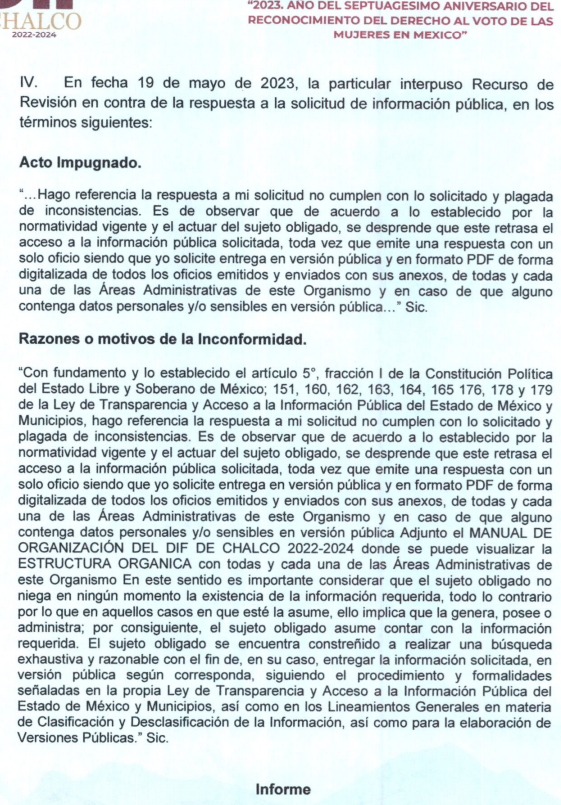 CHALCO
2022-2024
"2023. AÑO DEL SEPTUAGESIMO ANIVERSARIO DEL
RECONOCIMIENTO DEL DERECHO AL VOTO DE LAS
MUJERES EN MEXICO"
IV. En fecha 19 de mayo de 2023, la particular interpuso Recurso de
Revisión en contra de la respuesta a la solicitud de información pública, en los
términos siguientes:
Acto Impugnado.
"...Hago referencia la respuesta a mi solicitud no cumplen con lo solicitado y plagada
de inconsistencias. Es de observar que de acuerdo a lo establecido por la
normatividad vigente y el actuar del sujeto obligado, se desprende que este retrasa el
acceso a la información pública solicitada, toda vez que emite una respuesta con un
solo oficio siendo que yo solicite entrega en versión pública y en formato PDF de forma
digitalizada de todos los oficios emitidos y enviados con sus anexos, de todas y cada
una de las Áreas Administrativas de este Organismo y en caso de que alguno
contenga datos personales y/o sensibles en versión pública..." Sic.
Razones o motivos de la Inconformidad.
"Con fundamento y lo establecido el artículo 5°, fracción I de la Constitución Política
del Estado Libre y Soberano de México; 151, 160, 162, 163, 164, 165 176, 178 y 179
de la Ley de Transparencia y Acceso a la Información Pública del Estado de México y
Municipios, hago referencia la respuesta a mi solicitud no cumplen con lo solicitado y
plagada de inconsistencias. Es de observar que de acuerdo a lo establecido por la
normatividad vigente y el actuar del sujeto obligado, se desprende que este retrasa el
acceso a la información pública solicitada, toda vez que emite una respuesta con un
solo oficio siendo que yo solicite entrega en versión pública y en formato PDF de forma
digitalizada de todos los oficios emitidos y enviados con sus anexos, de todas y cada
una de las Áreas Administrativas de este Organismo y en caso de que alguno
contenga datos personales y/o sensibles en versión pública Adjunto el MANUAL DE
ORGANIZACIÓN DEL DIF DE CHALCO 2022-2024 donde se puede visualizar la
ESTRUCTURA ORGANICA con todas y cada una de las Áreas Administrativas de
este Organismo En este sentido es importante considerar que el sujeto obligado no
niega en ningún momento la existencia de la información requerida, todo lo contrario
por lo que en aquellos casos en que esté la asume, ello implica que la genera, posee o
administra; por consiguiente, el sujeto obligado asume contar con la información
requerida. El sujeto obligado se encuentra constreñido a realizar una búsqueda
exhaustiva y razonable con el fin de, en su caso, entregar la información solicitada, en
versión pública según corresponda, siguiendo el procedimiento y formalidades
señaladas en la propia Ley de Transparencia y Acceso a la Información Pública del
Estado de México y Municipios, así como en los Lineamientos Generales en materia
de Clasificación y Desclasificación de la Información, así como para la elaboración de
Versiones Públicas." Sic.
Informe